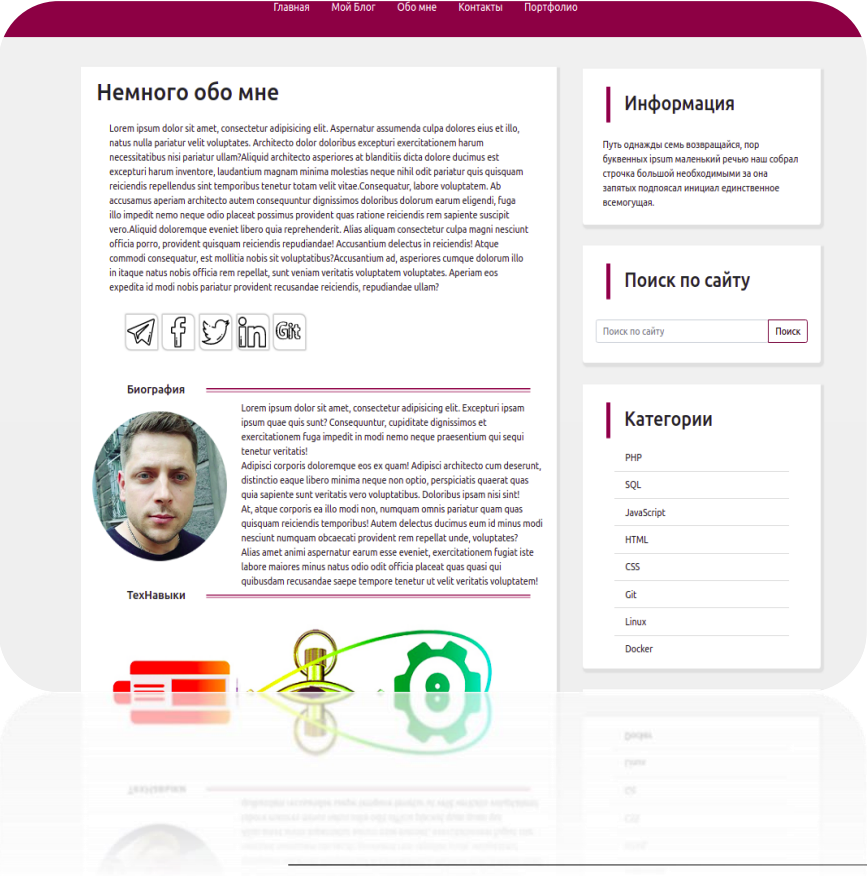 Главная Мой Блог Обо мне Контакты Портфолио
Немного обо мне
Lorem ipsum dolor sit amet, consectetur adipisicing elit. Aspernatur assumenda culpa dolores eius et illo,
natus nulla pariatur velit voluptates. Architecto dolor doloribus excepturi exercitationem harum
necessitatibus nisi pariatur ullam?Aliquid architecto asperiores at blanditiis dicta dolore ducimus est
excepturi harum inventore, laudantium magnam minima molestias neque nihil odit pariatur quis quisquam
reiciendis repellendus sint temporibus tenetur totam velit vitae.Consequatur, labore voluptatem. Ab
accusamus aperiam architecto autem consequuntur dignissimos doloribus dolorum earum eligendi, fuga
illo impedit nemo neque odio placeat possimus provident quas ratione reiciendis rem sapiente suscipit
vero.Aliquid doloremque eveniet libero quia reprehenderit. Alias aliquam consectetur culpa magni nesciunt
officia porro, provident quisquam reiciendis repudiandae! Accusantium delectus in reiciendis! Atque
commodi consequatur, est mollitia nobis sit voluptatibus?Accusantium ad, asperiores cumque dolorum illo
in itaque natus nobis officia rem repellat, sunt veniam veritatis voluptatem voluptates. Aperiam eos
expedita id modi nobis pariatur provident recusandae reiciendis, repudiandae ullam?
f in Git
Биография
Lorem ipsum dolor sit amet, consectetur adipisicing elit. Excepturi ipsam
ipsum quae quis sunt? Consequuntur, cupiditate dignissimos et
exercitationem fuga impedit in modi nemo neque praesentium qui sequi
tenetur veritatis!
Adipisci corporis doloremque eos ex quam! Adipisci architecto cum deserunt,
distinctio eaque libero minima neque non optio, perspiciatis quaerat quas
quia sapiente sunt veritatis vero voluptatibus. Doloribus ipsam nisi sint!
At, atque corporis ea illo modi non, numquam omnis pariatur quam quas
quisquam reiciendis temporibus! Autem delectus ducimus eum id minus modi
nesciunt numquam obcaecati provident rem repellat unde, voluptates?
Alias amet animi aspernatur earum esse eveniet, exercitationem fugiat iste
labore maiores minus natus odio odit officia placeat quas quasi qui
quibusdam recusandae saepe tempore tenetur ut velit veritatis voluptatem!
ТехНавыки
Информация
Путь однажды семь возвращайся, пор
буквенных ipsum маленький речью наш собрал
строчка большой необходимыми за она
запятых подпоясал инициал единственное
всемогущая.
Поиск по сайту
Поиск по сайту Поиск
Категории
PHP
SQL
JavaScript
HTML
CSS
Git
Linux
Docker